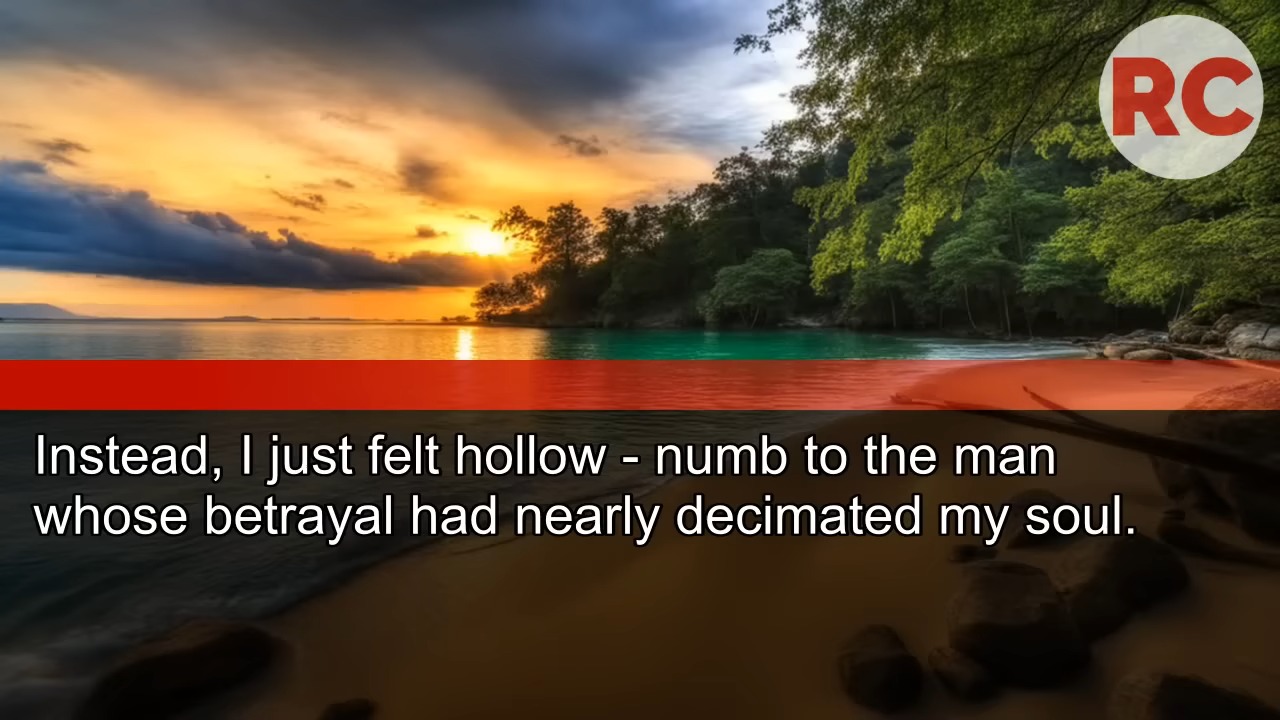 RC
Instead, I just felt hollow - numb to the man
whose betrayal had nearly decimated my soul.